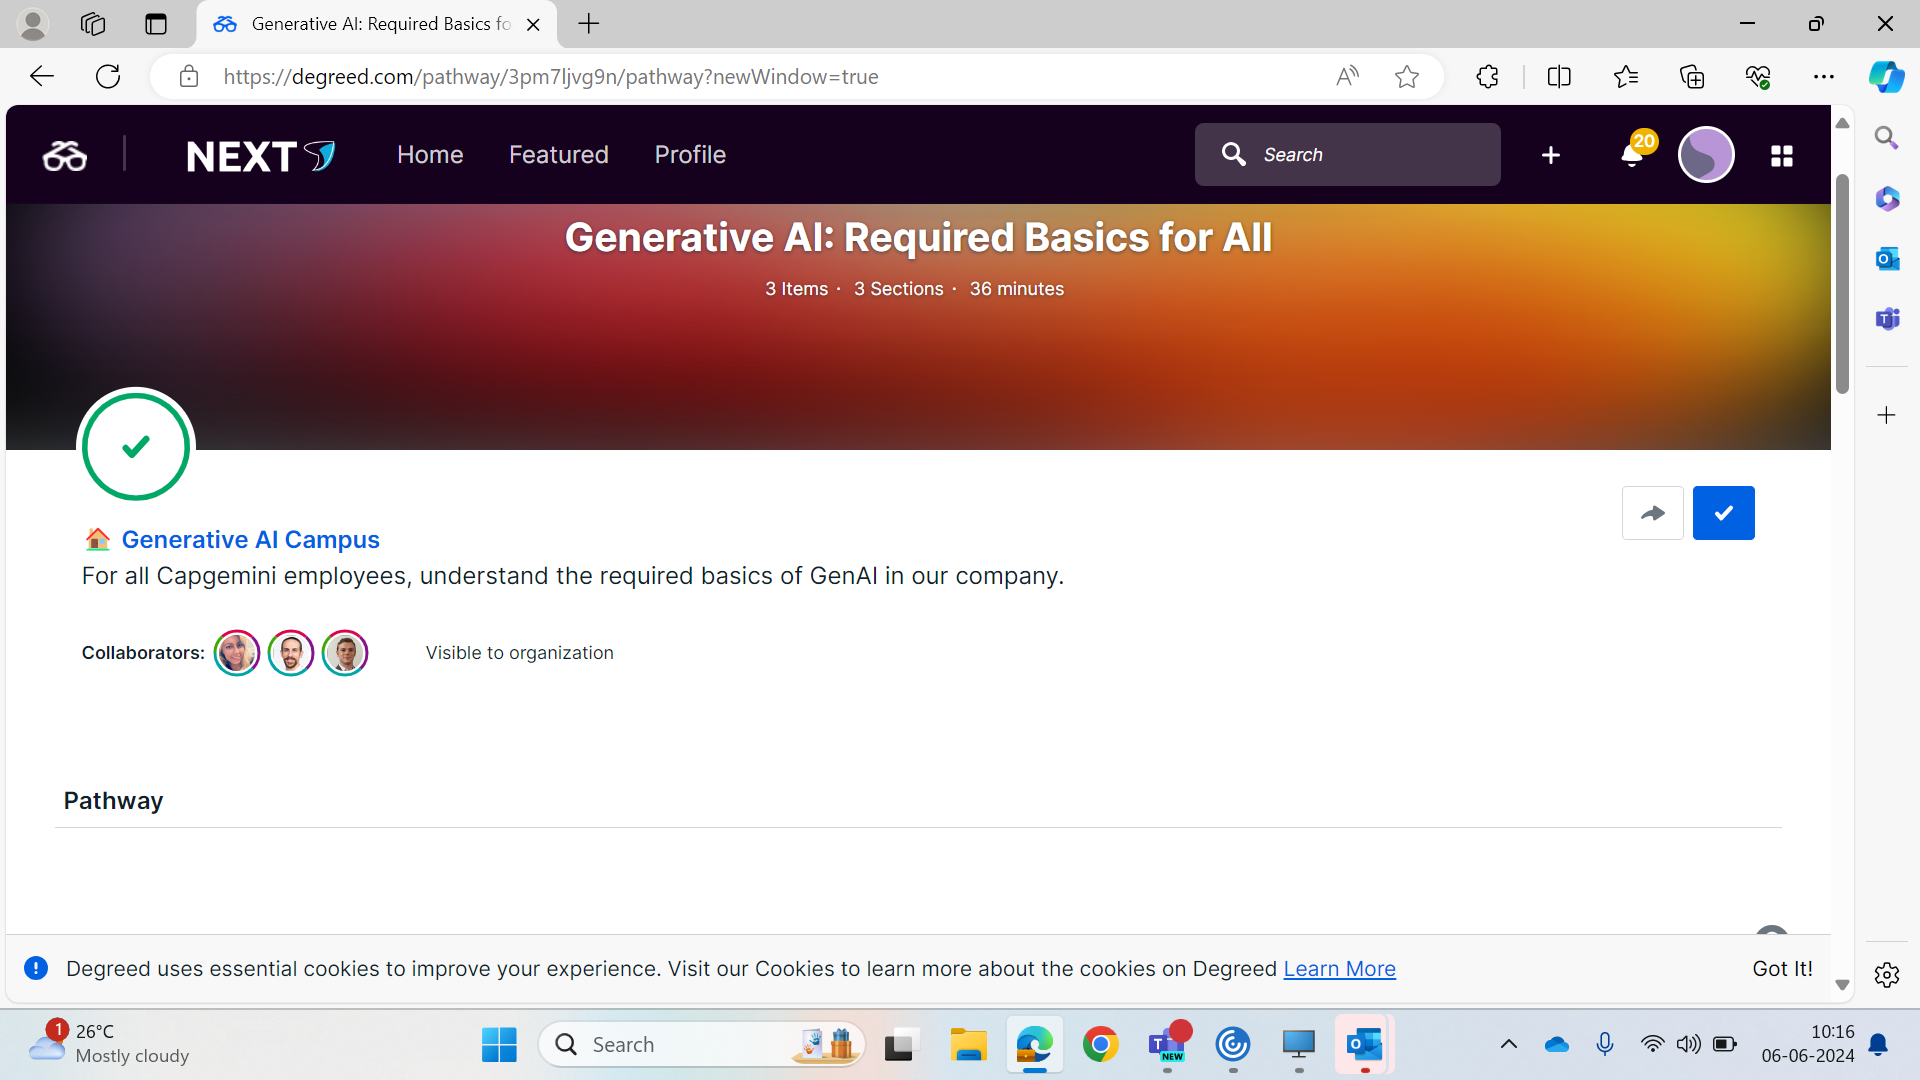 Generative AI: Required Basics fo
https://degreed.com/pathway/3pm7ljvg9n/pathway?newWindow=true
NEXT
Home
Featured
Profile
Search
20
Generative AI: Required Basics for All
3 Items · 3 Sections · 36 minutes
Generative AI Campus
For all Capgemini employees, understand the required basics of GenAI in our company.
Collaborators:
Visible to organization
Pathway
Degreed uses essential cookies to improve your experience. Visit our Cookies to learn more about the cookies on Degreed Learn More
Got It!
1
26°C
Mostly cloudy
Search
NEW
10:16
06-06-2024